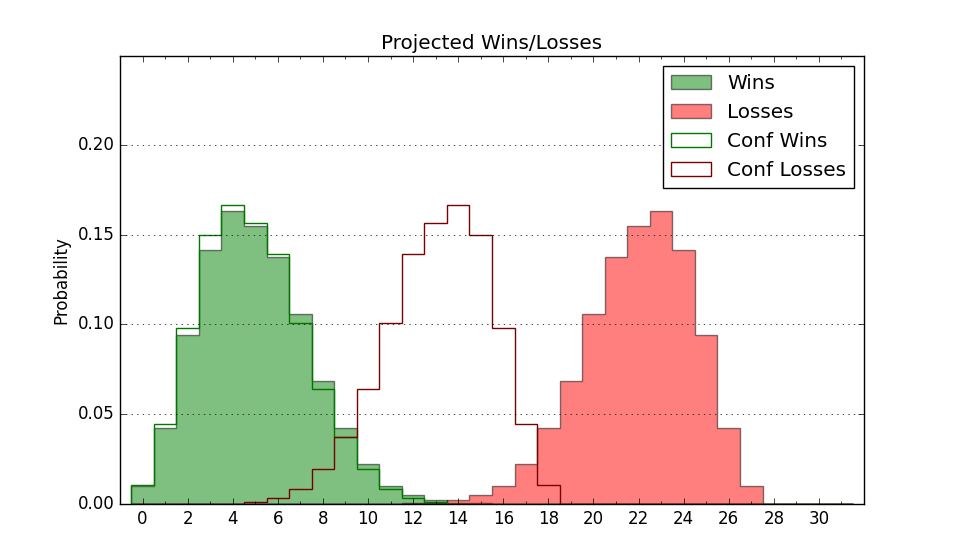 Projected Wins/Losses
Wins
Losses
Conf Wins
Conf Losses
Probability
0.20
0.15
0.10
0.05
0.00
0 2 4 6 8 10 12 14 16 18 20 22 24 26 28 30